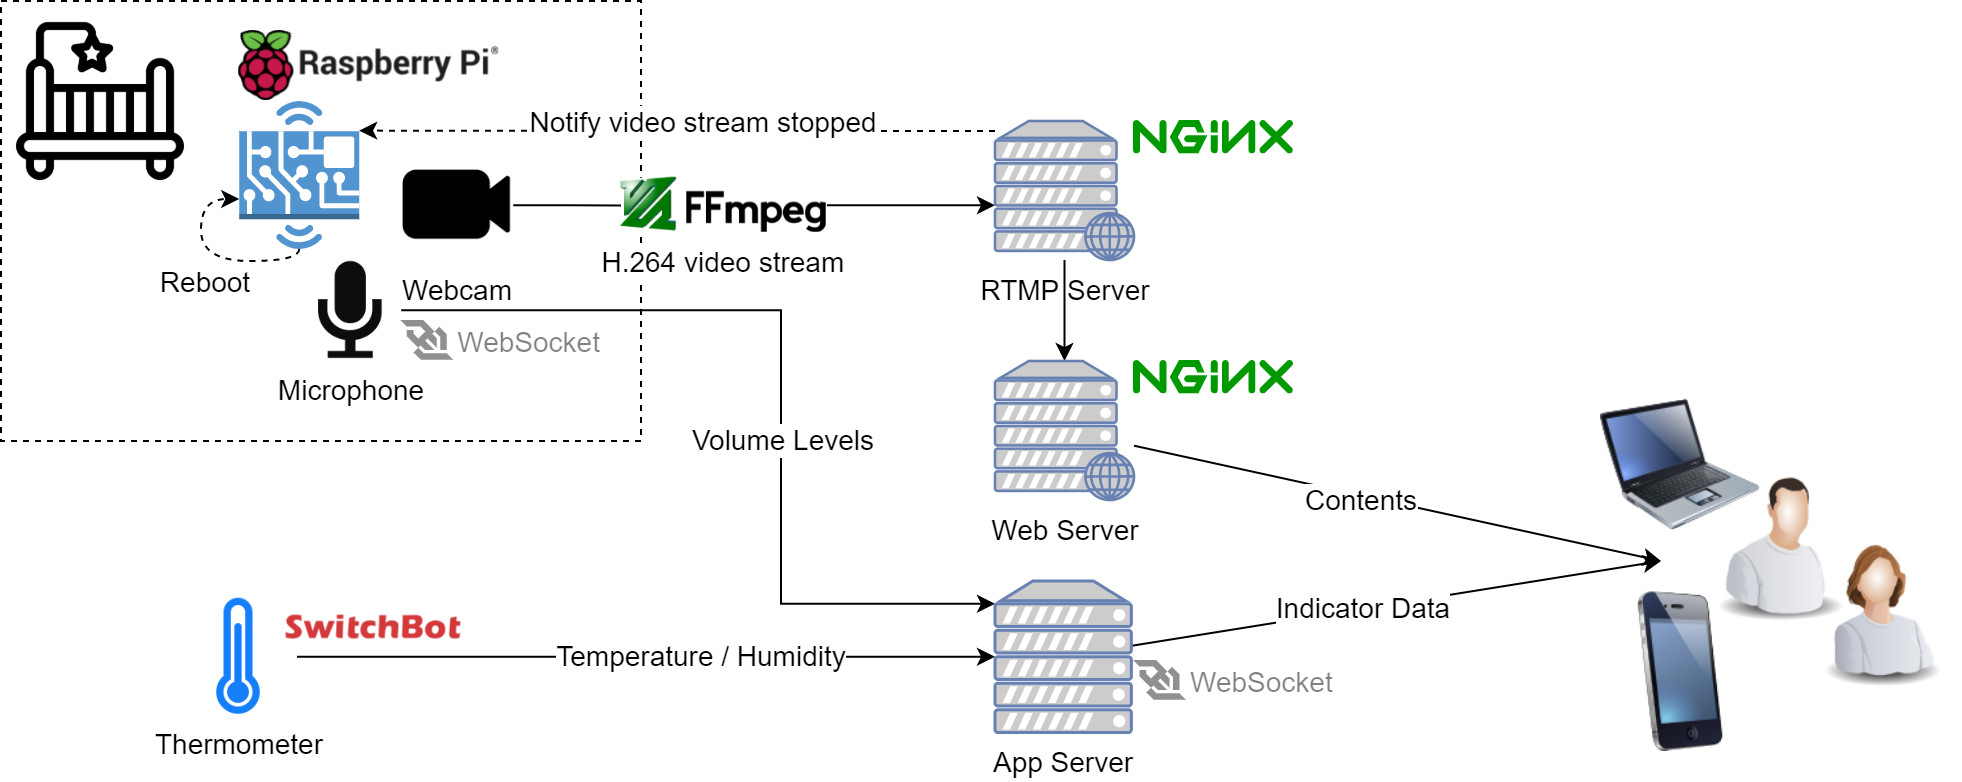 Raspberry Pi®
Notify video stream stopped
NGINX
FFmpeg
H.264 video stream
Reboot
Webcam
RTMP Server
WebSocket
Microphone
NGINX
Volume Levels
Contents
Web Server
Indicator Data
SwitchBot
Temperature / Humidity
WebSocket
Thermometer
App Server